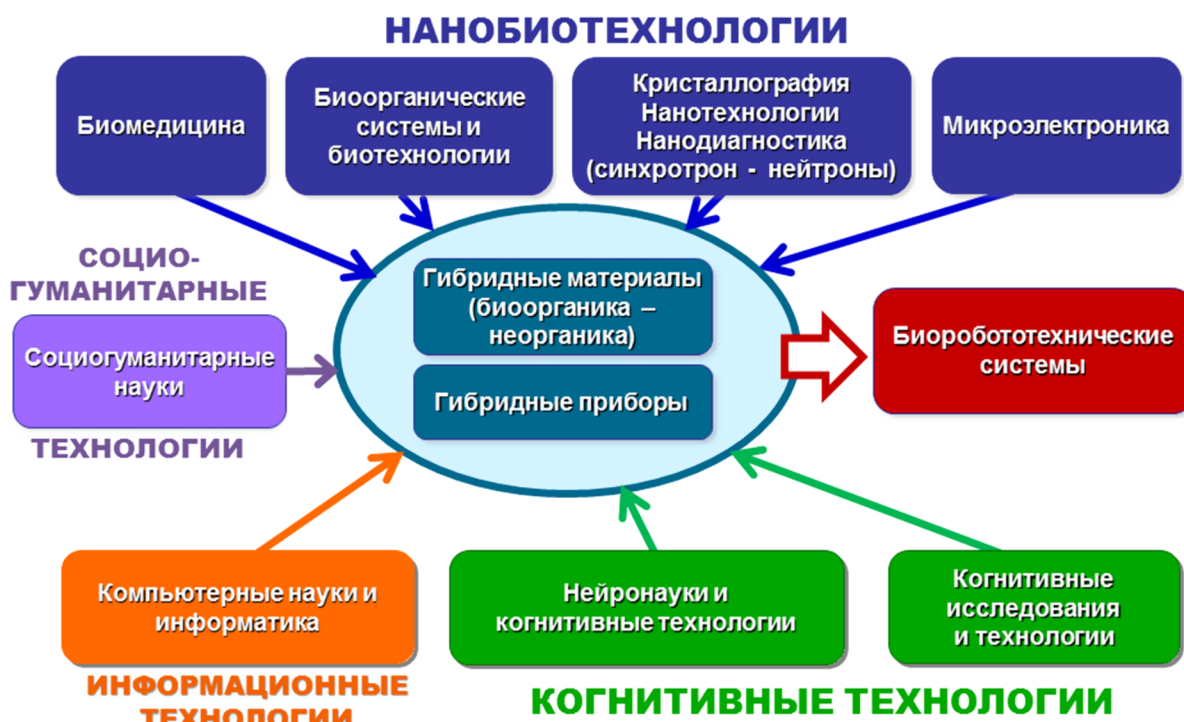 НАНОБИОТЕХНОЛОГИИ
Биомедицина
Биоорганические
системы и
биотехнологии
Кристаллография
Нанотехнологии
Нанодиагностика
(синхротрон - нейтроны)
Микроэлектроника
СОЦИО-
ГУМАНИТАРНЫЕ
Социогуманитарные
науки
ТЕХНОЛОГИИ
Гибридные материалы
(биоорганика –
неорганика)
Гибридные приборы
Биоробототехнические
системы
Компьютерные науки и
информатика
ИНФОРМАЦИОННЫЕ
ТЕХНОЛОГИИ
Нейронауки и
когнитивные технологии
Когнитивные
исследования
и технологии
КОГНИТИВНЫЕ ТЕХНОЛОГИИ